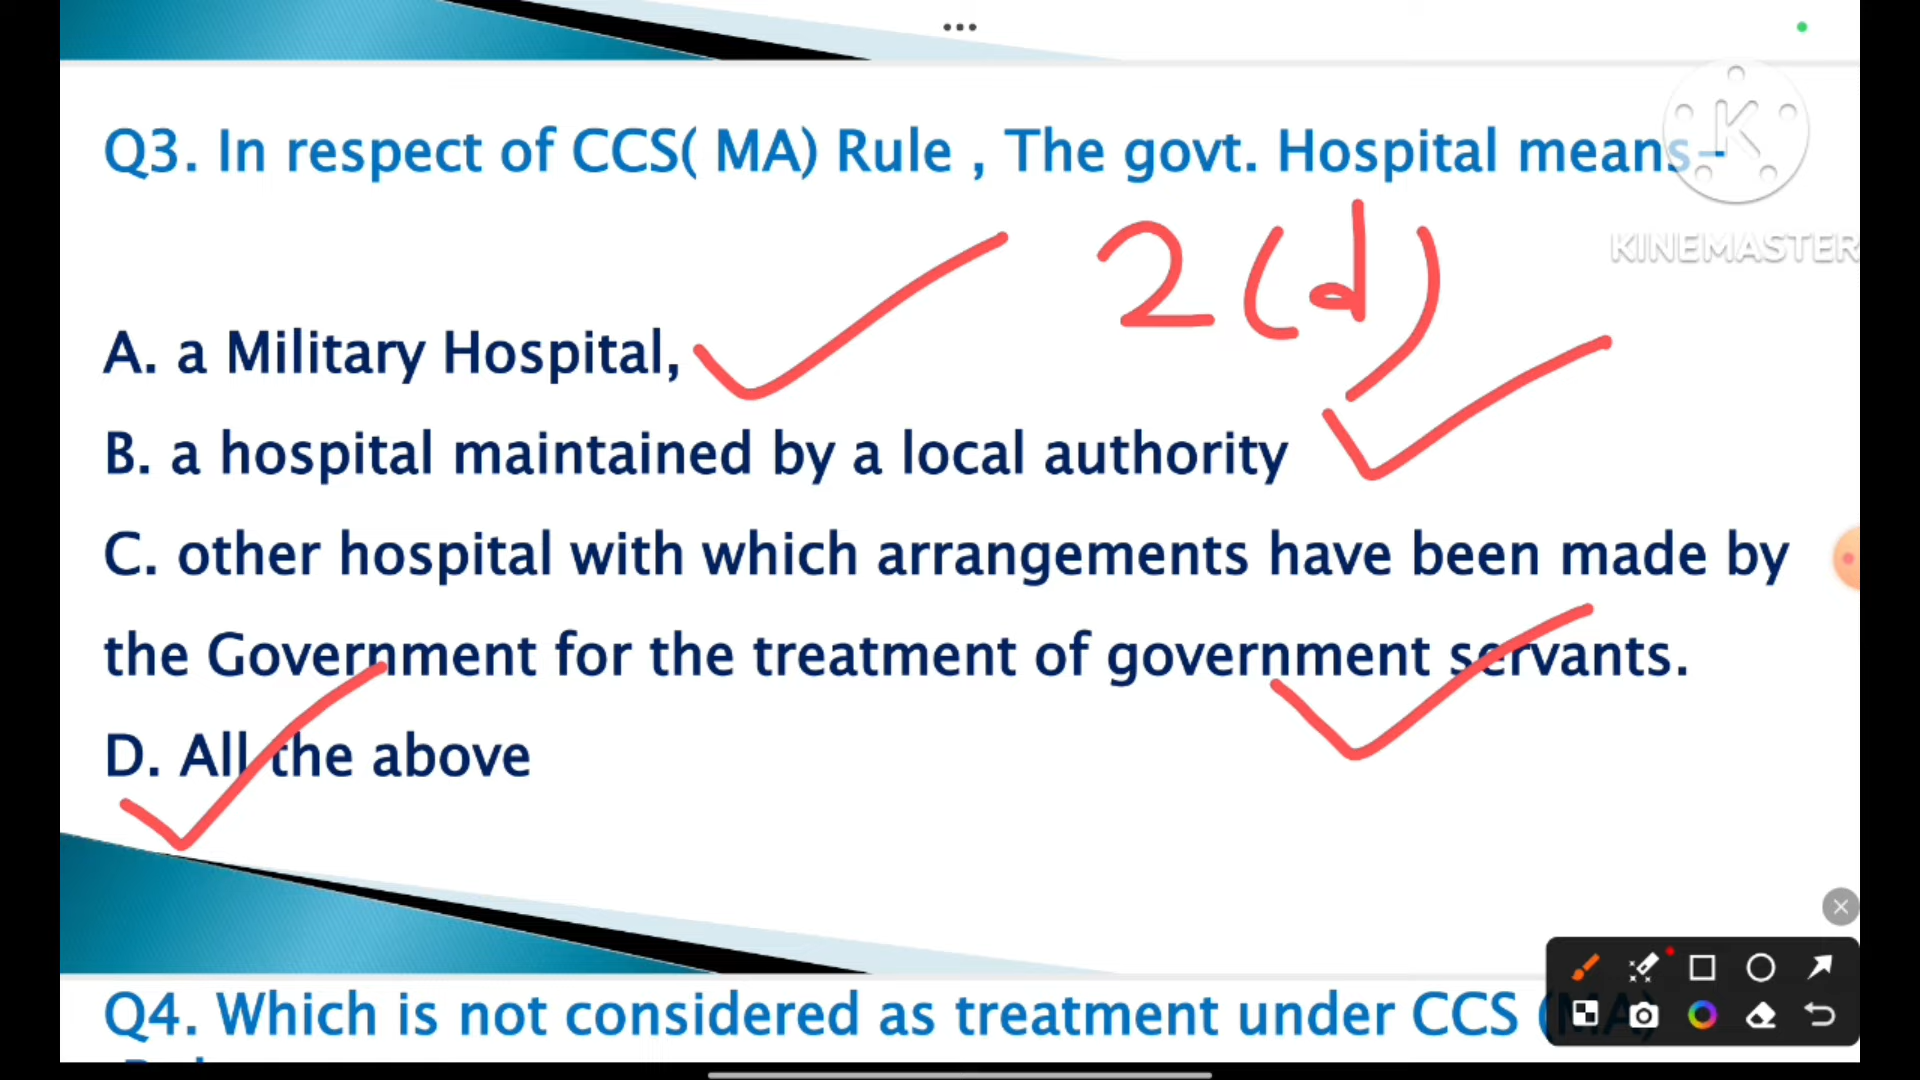 Q3. In respect of CCS( MA) Rule , The govt. Hospital means-
K
KINEMASTER
2(d)
A. a Military Hospital,
B. a hospital maintained by a local authority
C. other hospital with which arrangements have been made by
the Government for the treatment of government servants.
D. All the above
Q4. Which is not considered as treatment under CCS (MA)